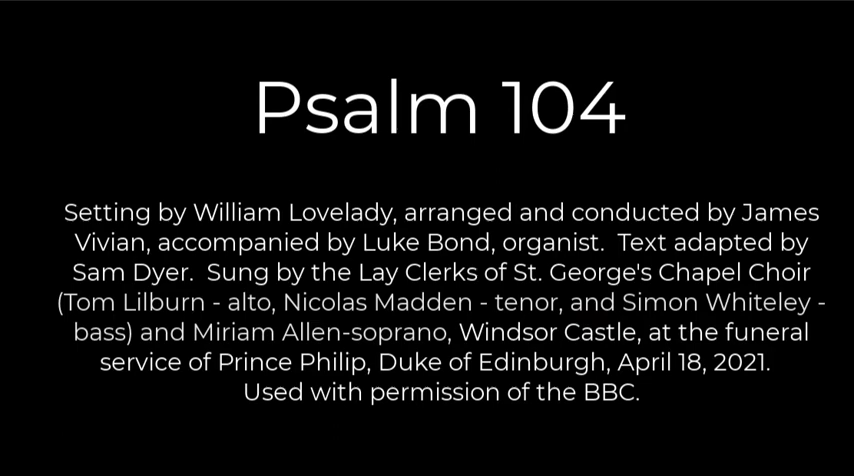 Psalm 104
Setting by William Lovelady, arranged and conducted by James
Vivian, accompanied by Luke Bond, organist.  Text adapted by
Sam Dyer.  Sung by the Lay Clerks of St. George's Chapel Choir
(Tom Lilburn - alto, Nicolas Madden - tenor, and Simon Whiteley -
bass) and Miriam Allen-soprano, Windsor Castle, at the funeral
service of Prince Philip, Duke of Edinburgh, April 18, 2021.
Used with permission of the BBC.